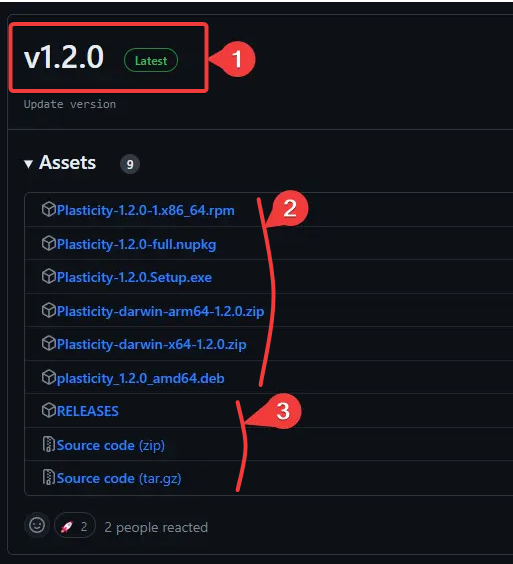 v1.2.0 Latest
1
Update version
Assets 9
2
Plasticity-1.2.0-1.x86_64.rpm
Plasticity-1.2.0-full.nupkg
Plasticity-1.2.0.Setup.exe
Plasticity-darwin-arm64-1.2.0.zip
Plasticity-darwin-x64-1.2.0.zip
plasticity_1.2.0_amd64.deb
RELEASES
3
Source code (zip)
Source code (tar.gz)
2 2 people reacted